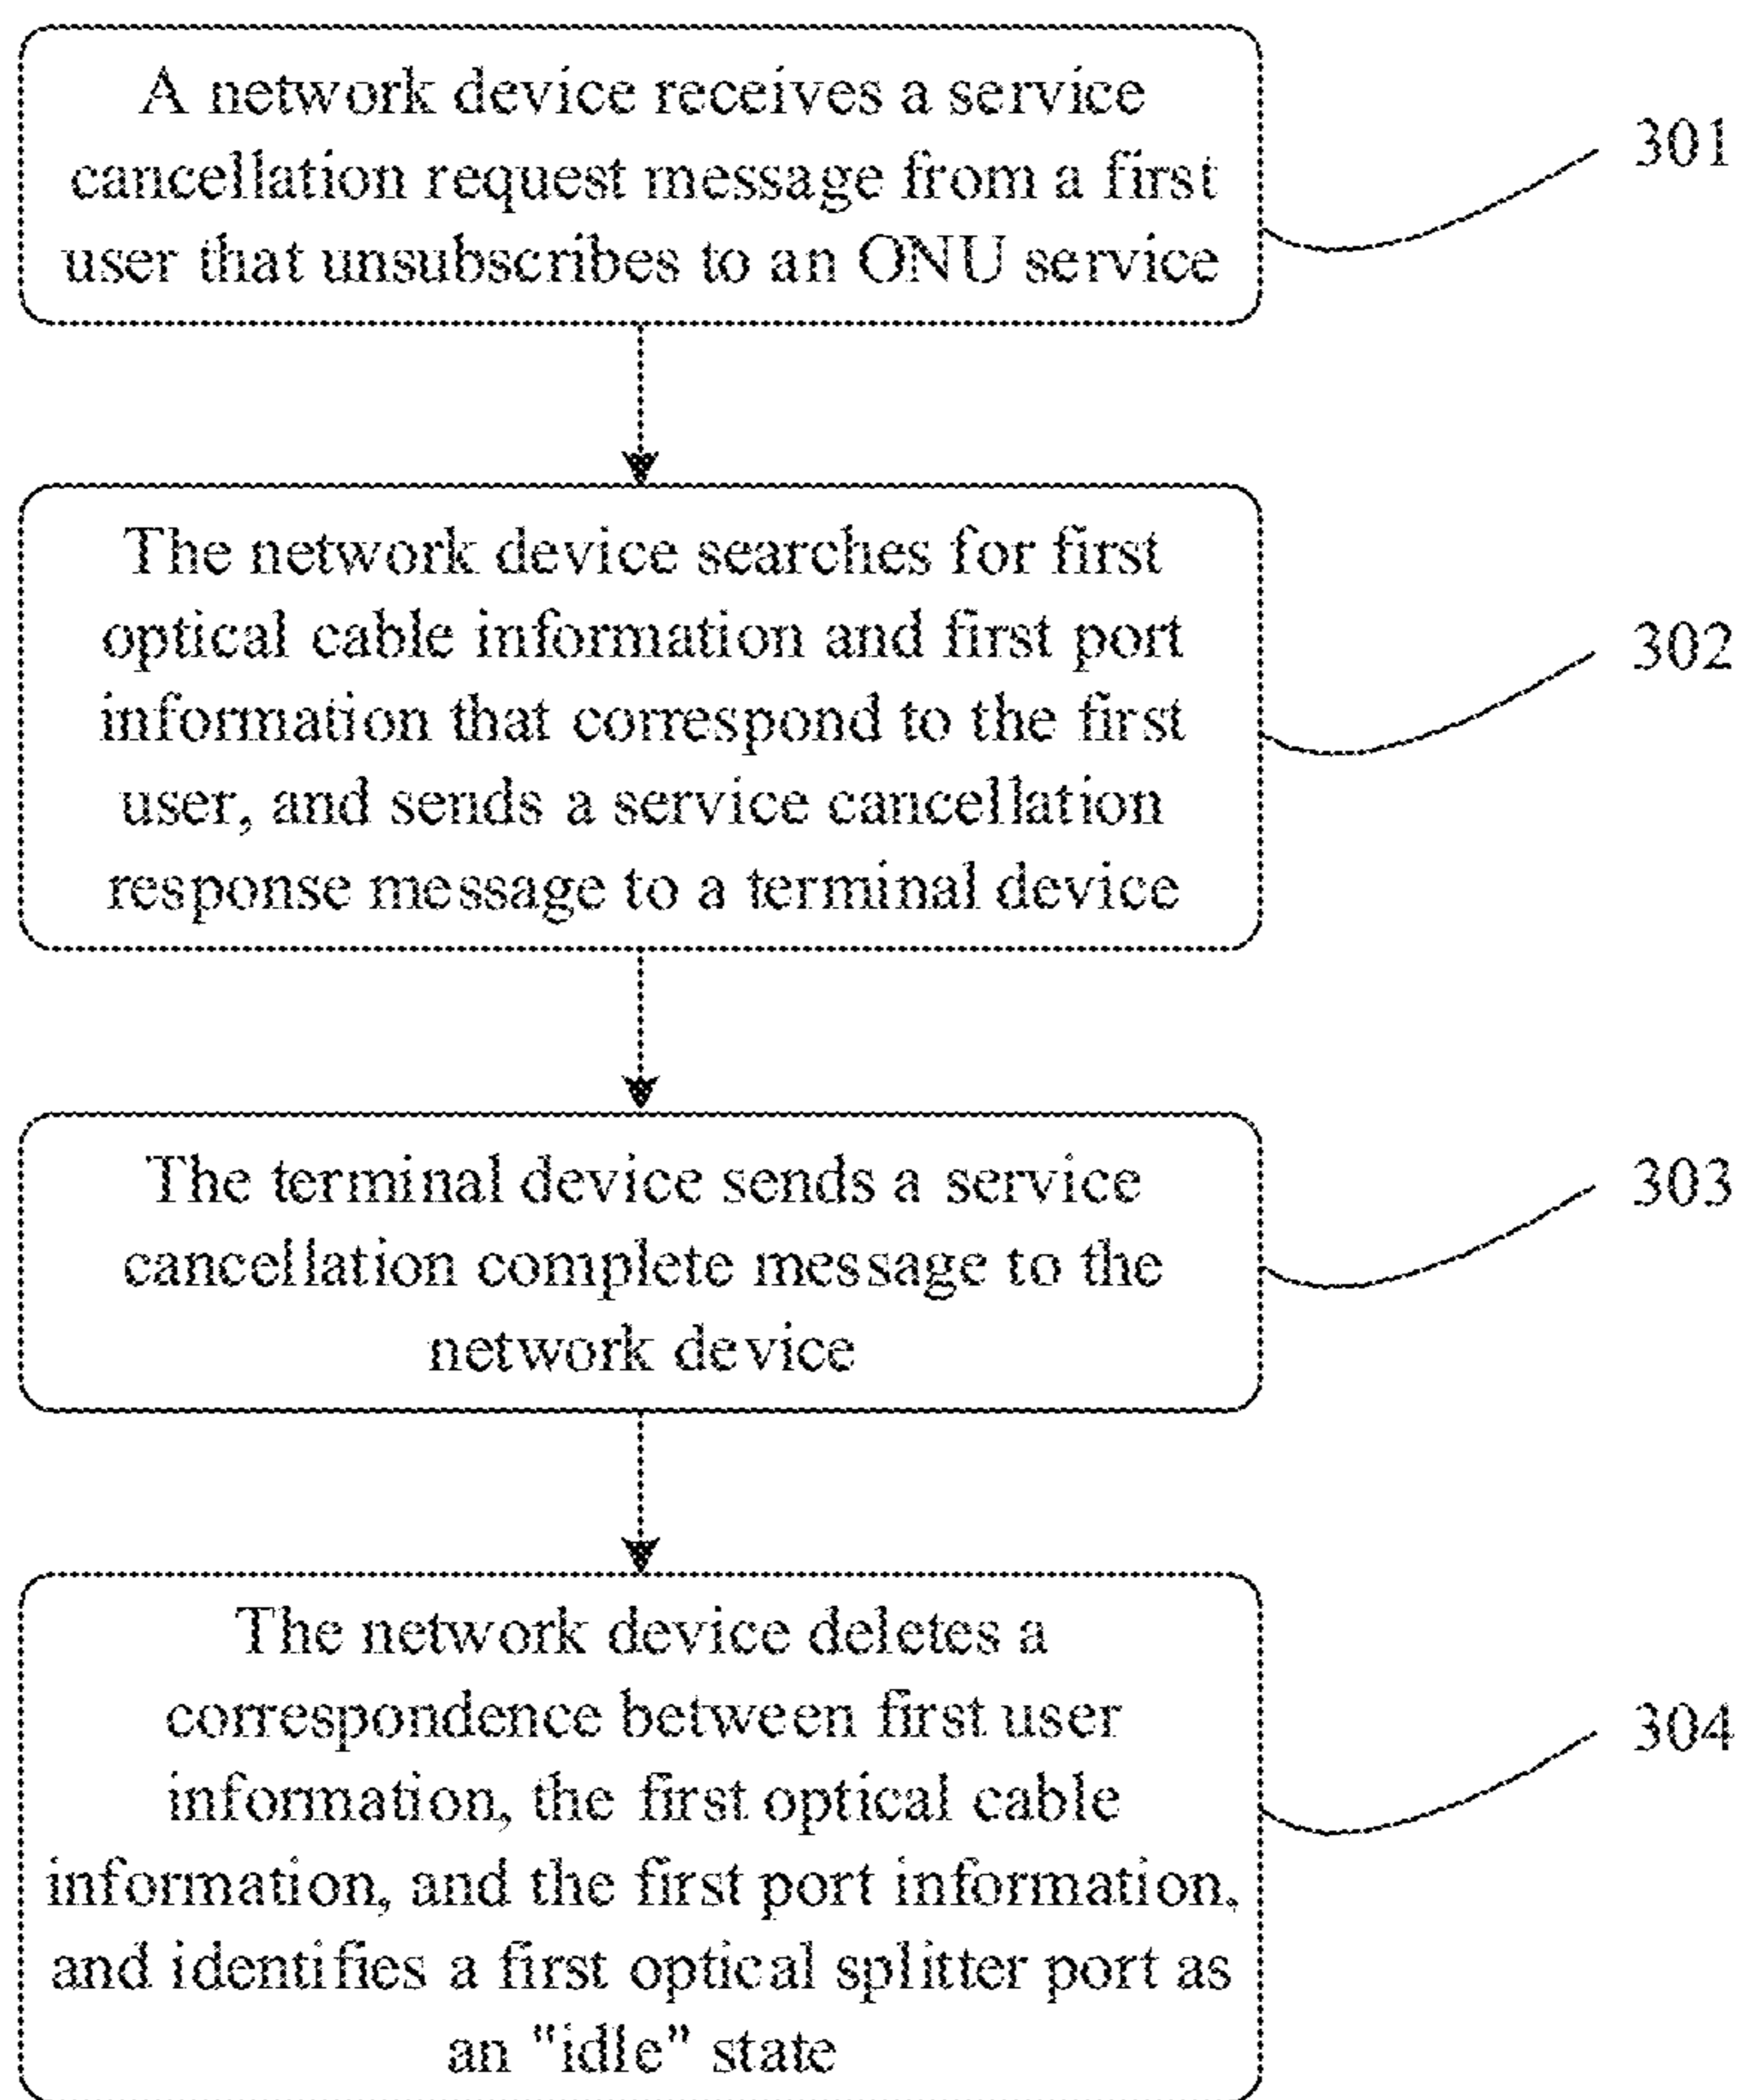 A network device receives a service
cancellation request message from a first
user that unsubscribes to an ONU service
301
The network device searches for first
optical cable information and first port
information that correspond to the first
user, and sends a service cancellation
response message to a terminal device
302
The terminal device sends a service
cancellation complete message to the
network device
303
The network device deletes a
correspondence between first user
information, the first optical cable
information, and the first port information,
and identifies a first optical splitter port as
an "idle" state
304